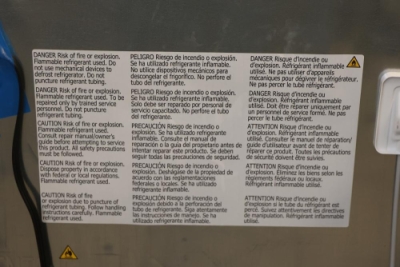 DANGER Risk of fire or explosion.
Flammable refrigerant used. Do
not use mechanical devices to
defrost refrigerator. Do not
puncture refrigerant tubing.
DANGER Risk of fire or explosion.
Flammable refrigerant used. To be
repaired only by trained service
personnel. Do not puncture
refrigerant tubing.
CAUTION Risk of fire or explosion.
Flammable refrigerant used.
Consult repair manual/owner's
guide before attempting to service
this product. All safety precautions
must be followed.
CAUTION Risk of fire or explosion.
Dispose property in accordance
with federal or local regulations.
Flammable refrigerant used.
CAUTION Risk of fire or
explosion due to puncture of
refrigerant tubing. Follow handling
instructions carefully. Flammable
refrigerant used.
PELIGRO Riesgo de incendio o explosión.
Se ha utilizado refrigerante inflamable.
No utilice dispositivos mecánicos para
descongelar el frigorífico. No perfore el
tubo del refrigerante.
PELIGRO Riesgo de incendio o explosión.
Se ha utilizado refrigerante inflamable.
Solo debe ser reparado por personal de
servicio capacitado. No perfore el tubo
del refrigerante.
PRECAUCIÓN Riesgo de incendio o
explosión. Se ha utilizado refrigerante
inflamable. Consulte el manual de
reparación o la guía del propietario antes de
intentar reparar este producto. Se deben
seguir todas las precauciones de seguridad.
PRECAUCIÓN Riesgo de incendio o
explosión. Deshágase de la propiedad de
acuerdo con las reglamentaciones
federales o locales. Se ha utilizado
refrigerante inflamable.
PRECAUCIÓN Riesgo de incendio o
explosión debido a la perforación del
tubo de refrigerante. Siga atentamente
las instrucciones de manejo. Se ha
utilizado refrigerante inflamable.
DANGER Risque d'incendie ou
d'explosion. Réfrigérant inflammable
utilisé. Ne pas utiliser d'appareils
mécaniques pour dégivrer le réfrigérateur.
Ne pas percer le tube réfrigérant.
DANGER Risque d'incendie ou
d'explosion. Réfrigérant inflammable
utilisé. Doit être réparer uniquement par
un personnel de service formé. Ne pas
percer le tube réfrigérant.
ATTENTION Risque d'incendie ou
d'explosion. Réfrigérant inflammable
utilisé. Consulter le manuel de réparation/
guide d'utilisateur avant de tenter de
réparer ce produit. Toutes les précautions
de sécurité doivent être suivies.
ATTENTION Risque d'incendie ou
d'explosion. Eliminez les biens selon les
règlements fédéraux ou locaux.
Réfrigérant inflammable utilisé.
ATTENTION Risque d'incendie ou
d'explosion si le tube réfrigérant est
percé. Suivez attentivement les directives
de manipulation. Réfrigérant inflammable
utilisé.